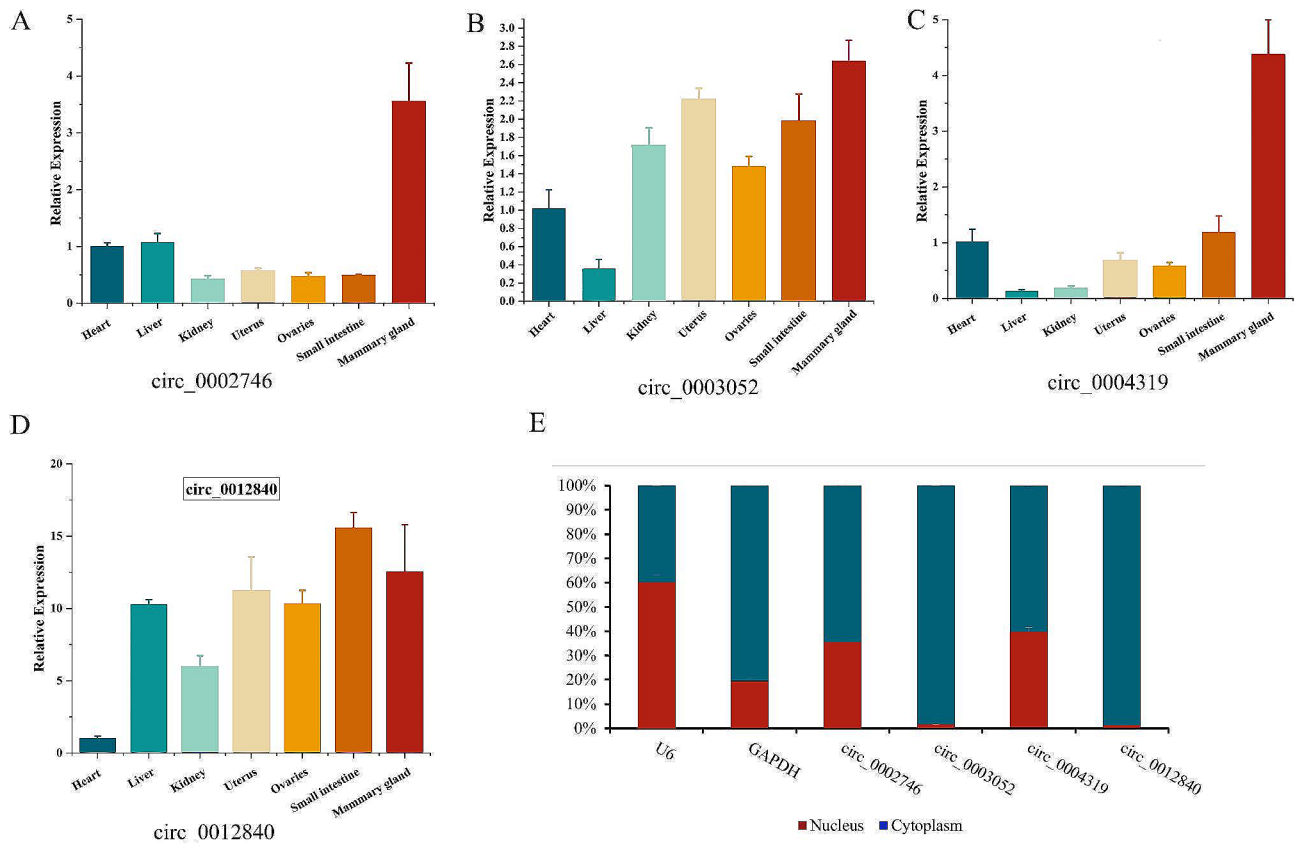 A
5
4
3
2
1
0
Relative Expression
Heart
Liver
Kidney
Uterus
Ovaries
Small intestine
Mammary gland
circ_0002746
B
3.0
2.8
2.6
2.4
2.2
2.0
1.8
1.6
1.4
1.2
1.0
0.8
0.6
0.4
0.2
0.0
Relative Expression
Heart
Liver
Kidney
Uterus
Ovaries
Small intestine
Mammary gland
circ_0003052
C
5
4
3
2
1
0
Relative Expression
Heart
Liver
Kidney
Uterus
Ovaries
Small intestine
Mammary gland
circ_0004319
D
20
15
10
5
0
Relative Expression
circ_0012840
Heart
Liver
Kidney
Uterus
Ovaries
Small intestine
Mammary gland
circ_0012840
E
100%
90%
80%
70%
60%
50%
40%
30%
20%
10%
0%
U6
GAPDH
circ_0002746
circ_0003052
circ_0004319
circ_0012840
Nucleus
Cytoplasm